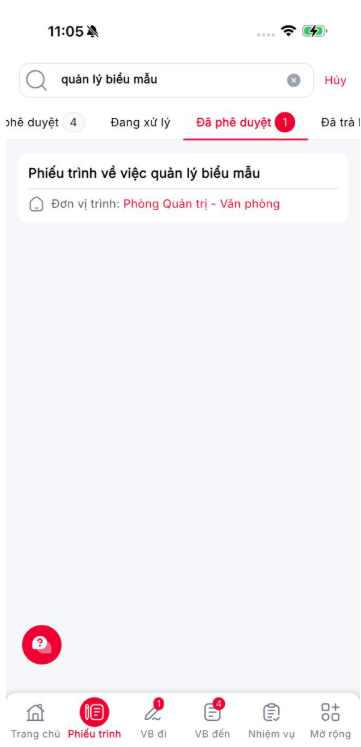 11:05
quản lý biểu mẫu
Hủy
phê duyệt 4 Đang xử lý Đã phê duyệt 1 Đã trả l
Phiếu trình về việc quản lý biểu mẫu
Đơn vị trình: Phòng Quản trị - Văn phòng
?
1 4
Trang chủ Phiếu trình VB đi VB đến Nhiệm vụ Mở rộng